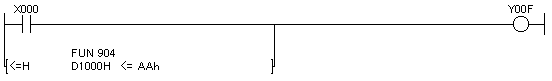 X000 Y00F
FUN 904
[<=H D1000H <= AAh ]